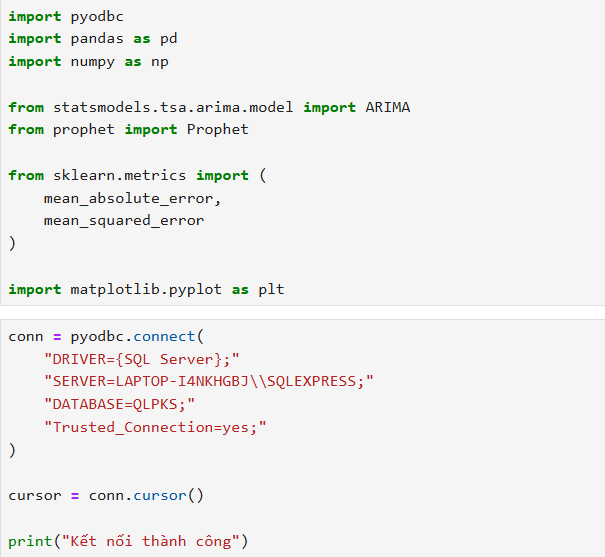 import pyodbc
import pandas as pd
import numpy as np
from statsmodels.tsa.arima.model import ARIMA
from prophet import Prophet
from sklearn.metrics import (
    mean_absolute_error,
    mean_squared_error
)
import matplotlib.pyplot as plt
conn = pyodbc.connect(
    "DRIVER={SQL Server};"
    "SERVER=LAPTOP-I4NKHGBJ\\SQLEXPRESS;"
    "DATABASE=QLPKS;"
    "Trusted_Connection=yes;"
)
cursor = conn.cursor()
print("Kết nối thành công")